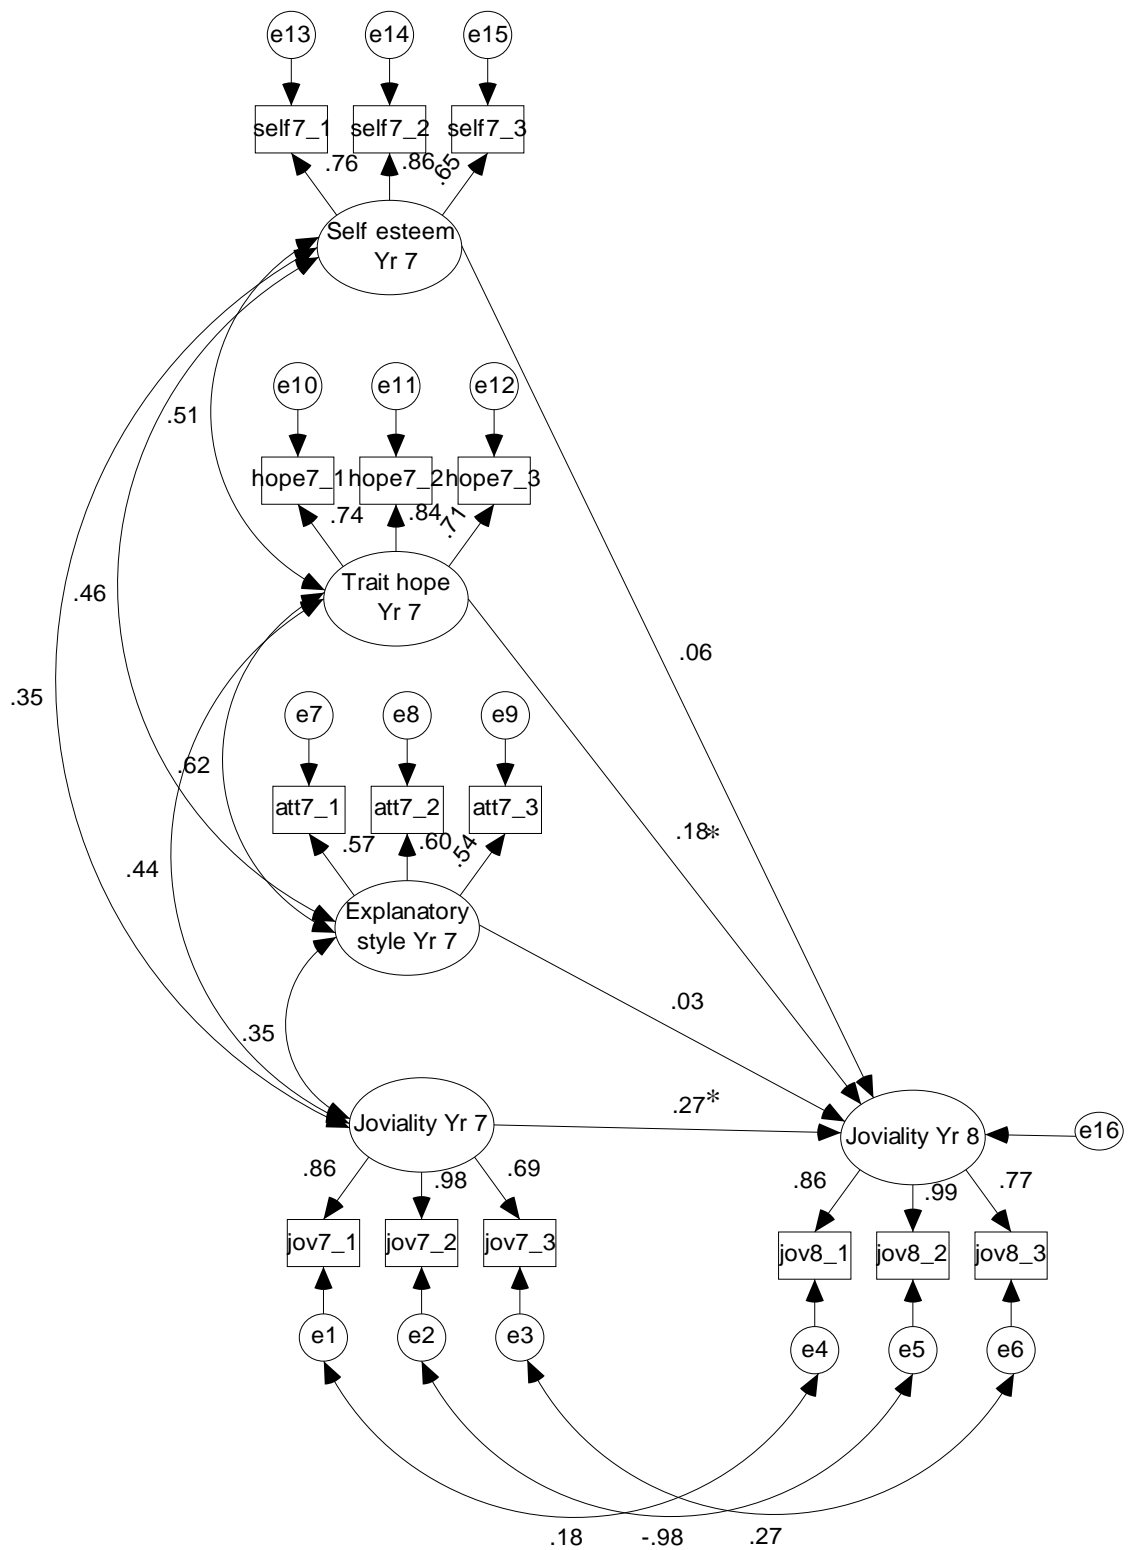 e13 e14 e15
self7_1 self7_2 self7_3
.76 .86 .65
Self esteem
Yr 7
e10 e11 e12
.51
hope7_1 hope7_2 hope7_3
.74 .84 .71
Trait hope
Yr 7
.46
.06
.35
e7 e8 e9
.62
att7_1 att7_2 att7_3
.18*
.57 .60 .54
.44
Explanatory
style Yr 7
.03
.35
.27*
Joviality Yr 7
Joviality Yr 8
e16
.86 .98 .69
.86 .99 .77
jov7_1 jov7_2 jov7_3
jov8_1 jov8_2 jov8_3
e1 e2 e3
e4 e5 e6
.18 -.98 .27